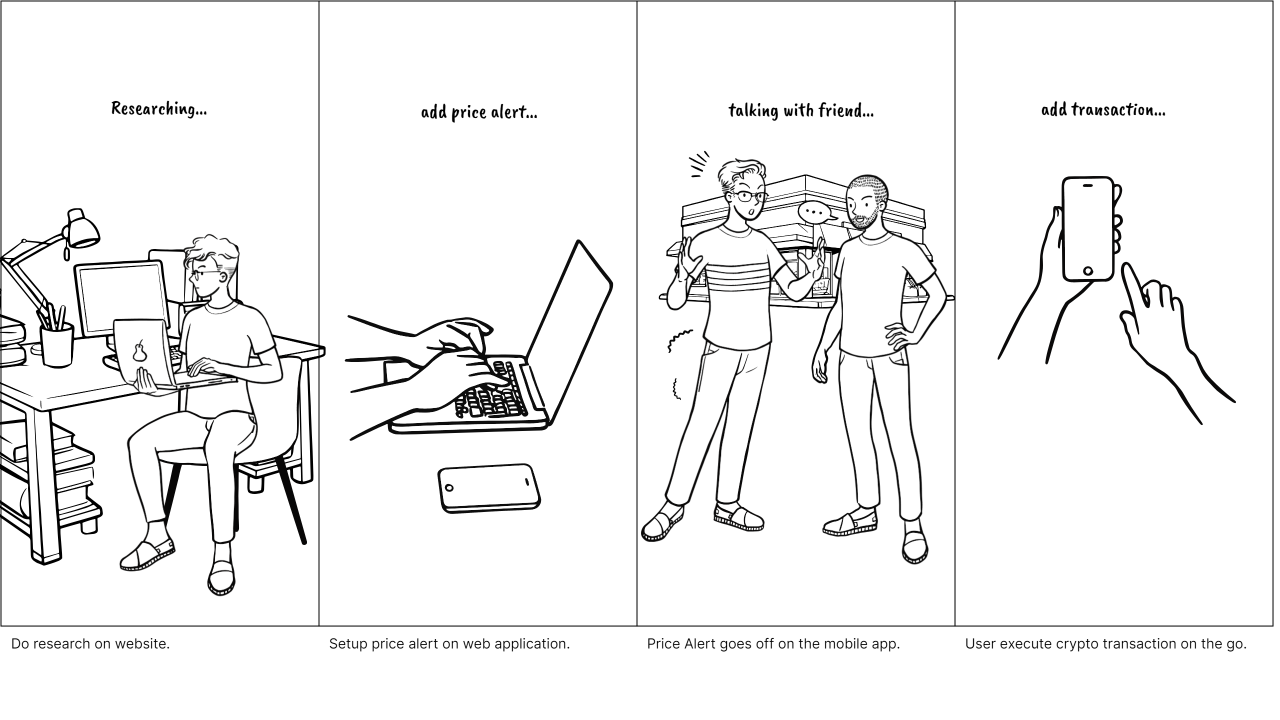 Researching...
add price alert...
talking with friend...
add transaction...
Do research on website.
Setup price alert on web application.
Price Alert goes off on the mobile app.
User execute crypto transaction on the go.